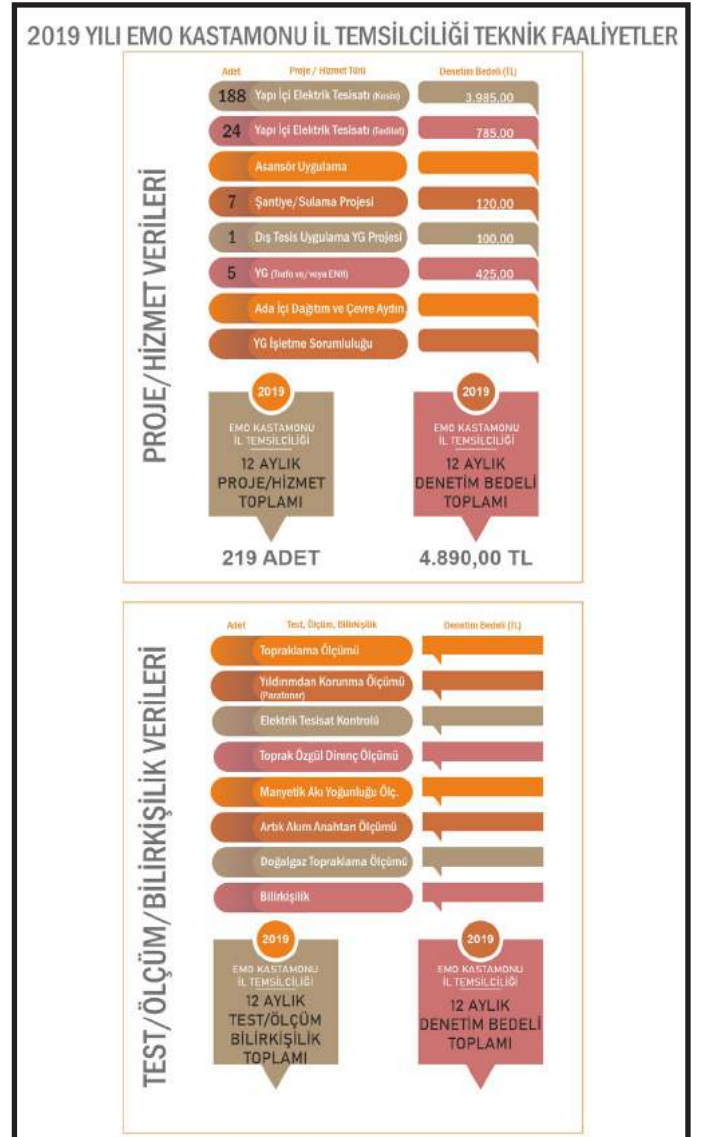 2019 YILI EMO KASTAMONU İL TEMSİLCİLİĞİ TEKNİK FAALİYETLER
PROJE/HİZMET VERİLERİ
Adet Proje / Hizmet Türü Denetim Bedeli (TL)
188 Yapı İçi Elektrik Tesisatı (Kesin) 3.985,00
24 Yapı İçi Elektrik Tesisatı (Tadilat) 785,00
Asansör Uygulama
7 Şantiye/Sulama Projesi 120,00
1 Dış Tesis Uygulama YG Projesi 100,00
5 YG (Trafo ve/veya ENH) 425,00
Ada İçi Dağıtım ve Çevre Aydın.
YG İşletme Sorumluluğu
2019
EMO KASTAMONU
İL TEMSİLCİLİĞİ
12 AYLIK
PROJE/HİZMET
TOPLAMI
219 ADET
2019
EMO KASTAMONU
İL TEMSİLCİLİĞİ
12 AYLIK
DENETİM BEDELİ
TOPLAMI
4.890,00 TL
TEST/ÖLÇÜM/BİLİRKİŞİLİK VERİLERİ
Adet Test, Ölçüm, Bilirkişilik Denetim Bedeli (TL)
Topraklama Ölçümü
Yıldırımdan Korunma Ölçümü
(Paratoner)
Elektrik Tesisat Kontrolü
Toprak Özgül Direnç Ölçümü
Manyetik Akı Yoğunluğu Ölç.
Artık Akım Anahtarı Ölçümü
Doğalgaz Topraklama Ölçümü
Bilirkişilik
2019
EMO KASTAMONU
İL TEMSİLCİLİĞİ
12 AYLIK
TEST/ÖLÇÜM
BİLİRKİŞİLİK
TOPLAMI
2019
EMO KASTAMONU
İL TEMSİLCİLİĞİ
12 AYLIK
DENETİM BEDELİ
TOPLAMI